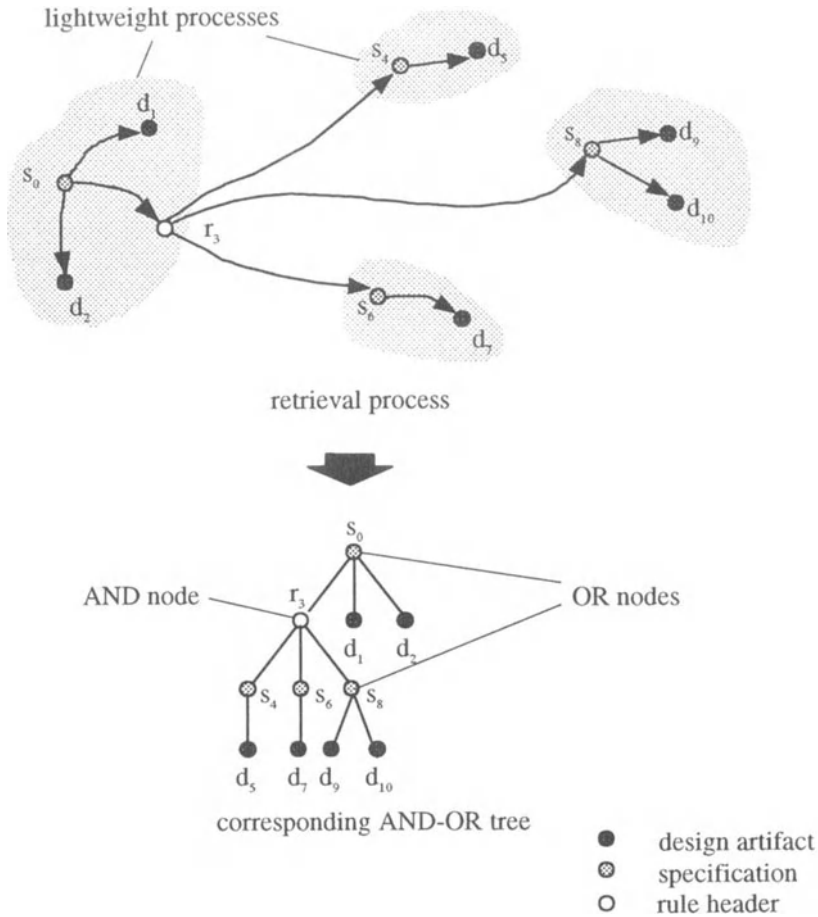 lightweight processes
s₄
d₅
d₁
s₈
d₉
s₀
d₁₀
r₃
s₆
d₂
d₇
retrieval process
s₀
AND node
r₃
OR nodes
d₁
d₂
s₄
s₆
s₈
d₅
d₇
d₉
d₁₀
corresponding AND-OR tree
design artifact
specification
rule header